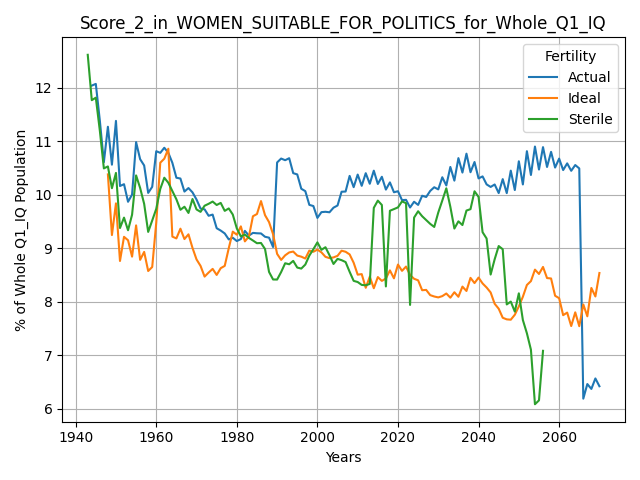 Score_2_in_WOMEN_SUITABLE_FOR_POLITICS_for_Whole_Q1_IQ
Fertility
Actual
Ideal
Sterile
% of Whole Q1_IQ Population
12
11
10
9
8
7
6
1940 1960 1980 2000 2020 2040 2060
Years